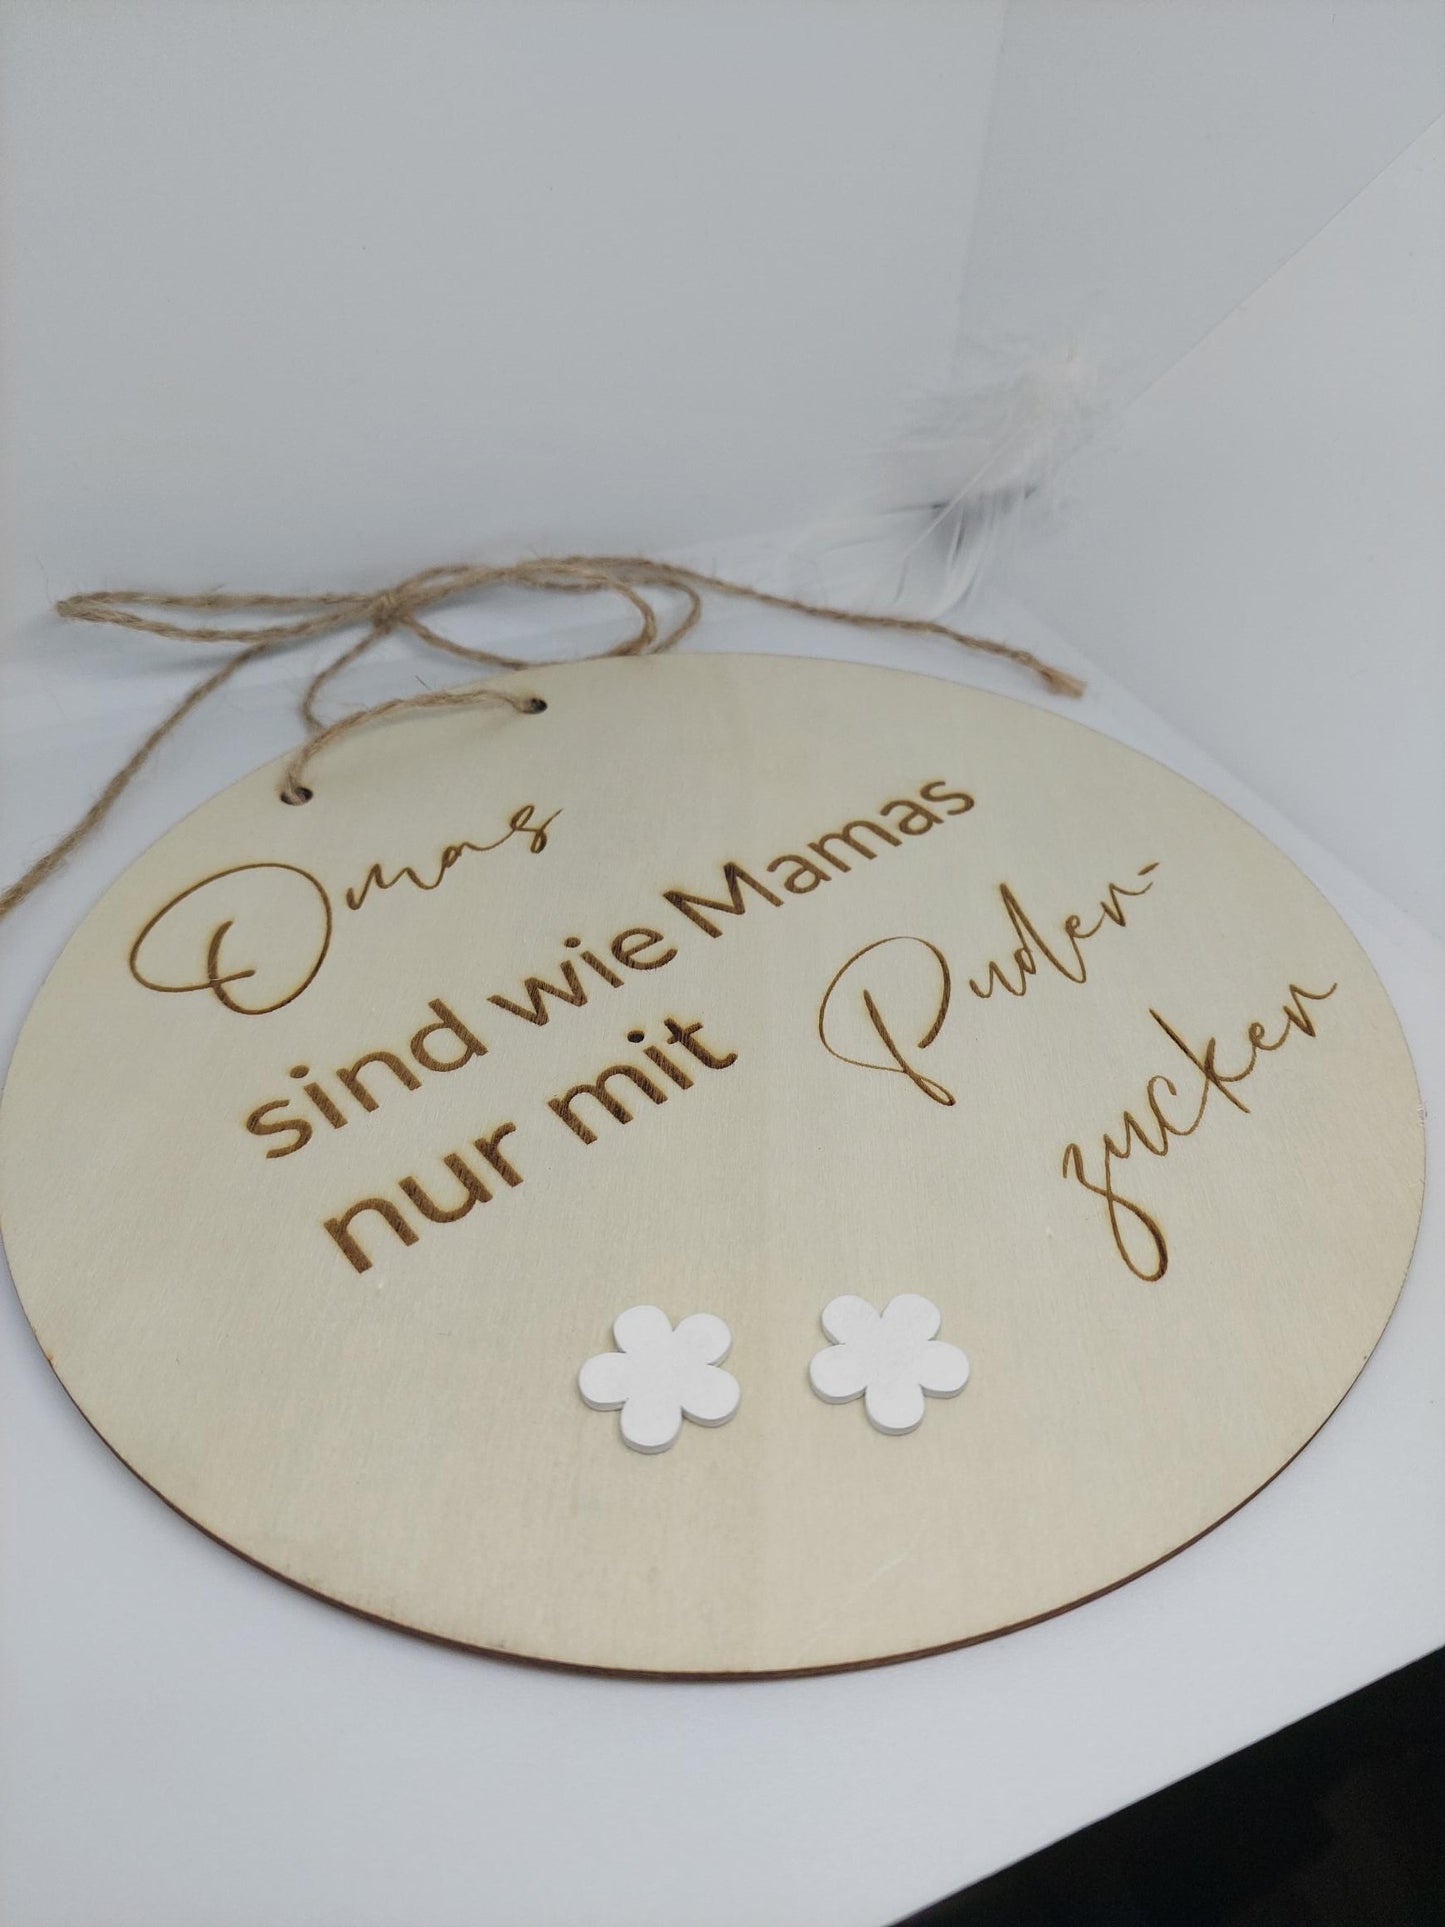 Omas
sind wie Mamas
nur mit Puder-
zucker